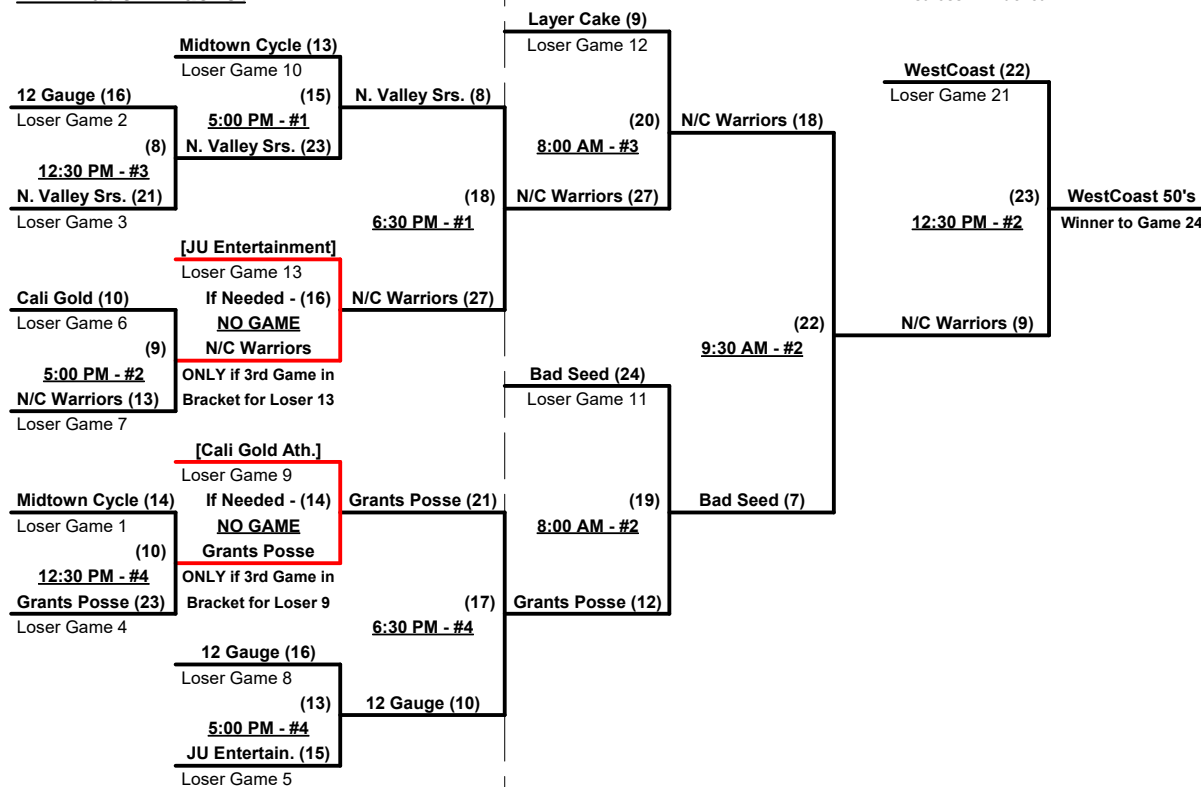 Layer Cake (9)
Loser Game 12
Midtown Cycle (13)
Loser Game 10
WestCoast (22)
Loser Game 21
12 Gauge (16)
Loser Game 2
(15)
5:00 PM - #1
N. Valley Srs. (8)
(20)
8:00 AM - #3
N/C Warriors (18)
(8)
12:30 PM - #3
N. Valley Srs. (23)
N. Valley Srs. (21)
Loser Game 3
(18)
6:30 PM - #1
N/C Warriors (27)
(23)
12:30 PM - #2
WestCoast 50's
Winner to Game 24
[JU Entertainment]
Loser Game 13
Cali Gold (10)
Loser Game 6
If Needed - (16)
NO GAME
N/C Warriors
N/C Warriors (27)
(9)
5:00 PM - #2
ONLY if 3rd Game in
Bracket for Loser 13
N/C Warriors (13)
Loser Game 7
(22)
9:30 AM - #2
N/C Warriors (9)
Bad Seed (24)
Loser Game 11
[Cali Gold Ath.]
Loser Game 9
Midtown Cycle (14)
Loser Game 1
If Needed - (14)
NO GAME
Grants Posse
Grants Posse (21)
(19)
8:00 AM - #2
Bad Seed (7)
(10)
12:30 PM - #4
ONLY if 3rd Game in
Bracket for Loser 9
Grants Posse (23)
Loser Game 4
(17)
6:30 PM - #4
Grants Posse (12)
12 Gauge (16)
Loser Game 8
(13)
5:00 PM - #4
12 Gauge (10)
JU Entertain. (15)
Loser Game 5